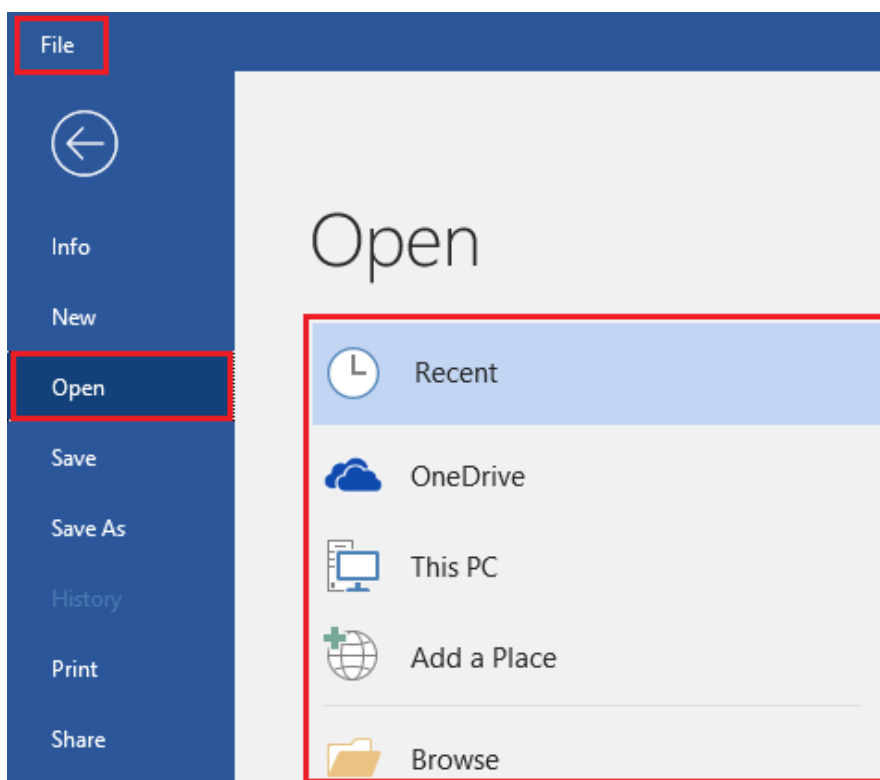 File
Info
New
Open
Save
Save As
History
Print
Share
Open
Recent
OneDrive
This PC
Add a Place
Browse